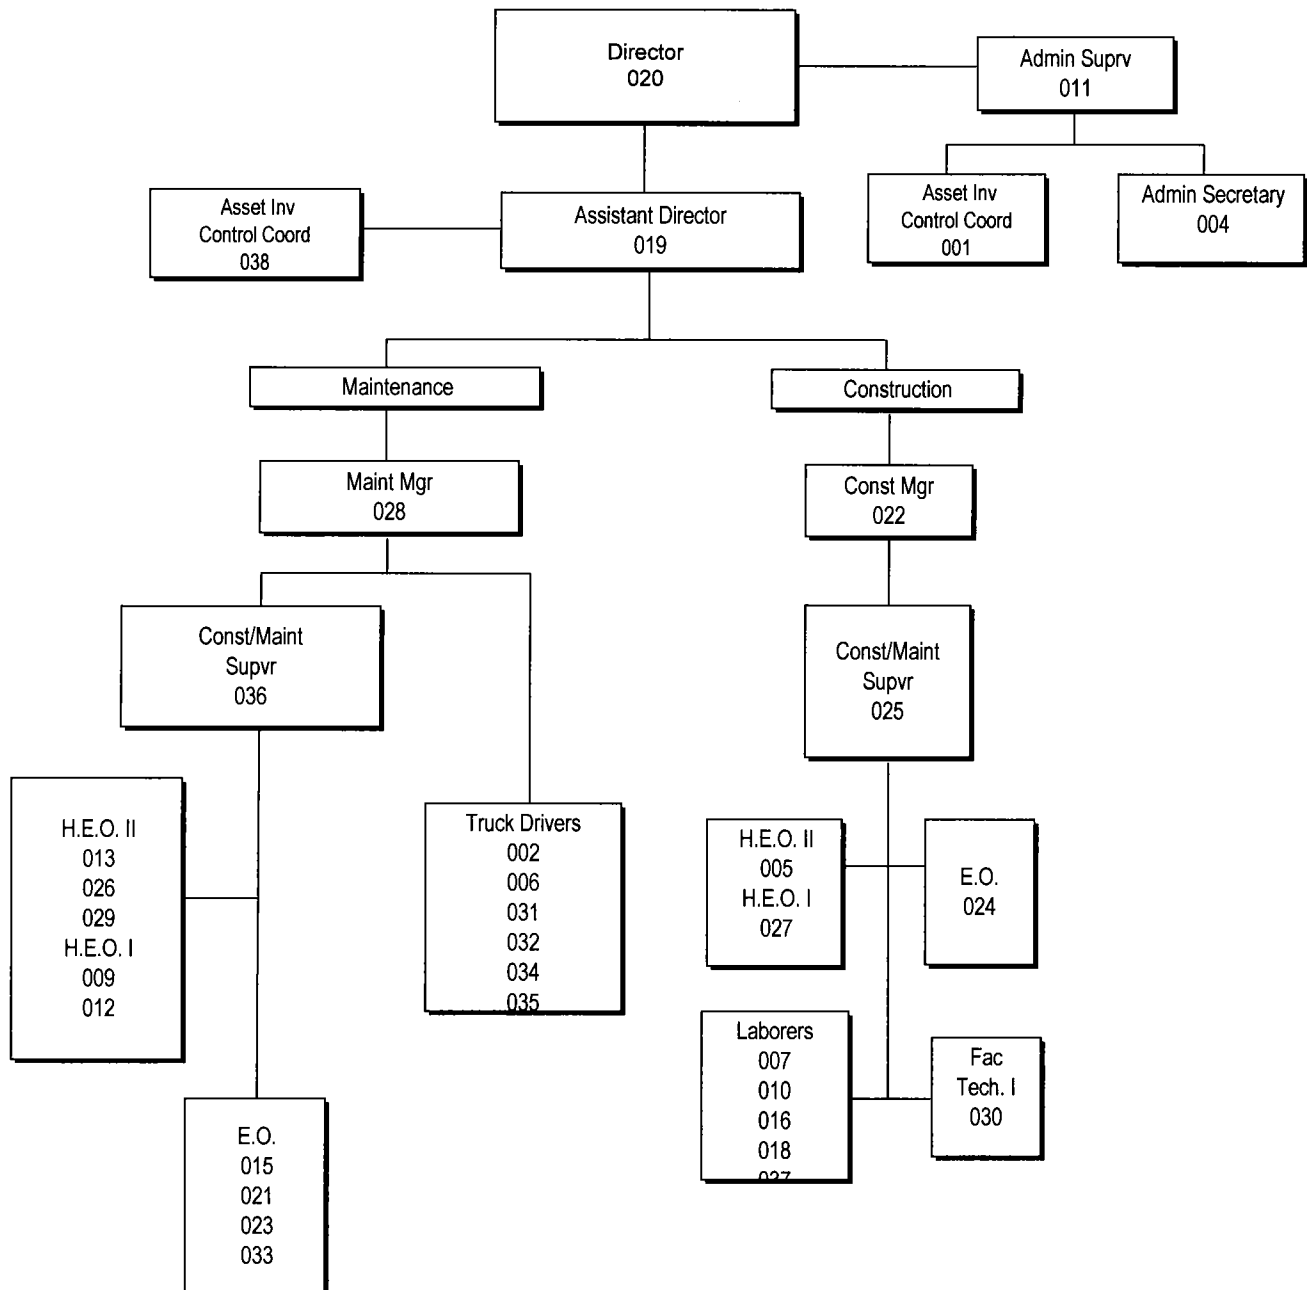 Director
020
Admin Suprv
011
Asset Inv
Control Coord
001
Admin Secretary
004
Asset Inv
Control Coord
038
Assistant Director
019
Maintenance
Construction
Maint Mgr
028
Const Mgr
022
Const/Maint
Supvr
036
Const/Maint
Supvr
025
H.E.O. II
013
026
029
H.E.O. I
009
012
Truck Drivers
002
006
031
032
034
035
H.E.O. II
005
H.E.O. I
027
E.O.
024
Laborers
007
010
016
018
Fac
Tech. I
030
E.O.
015
021
023
033